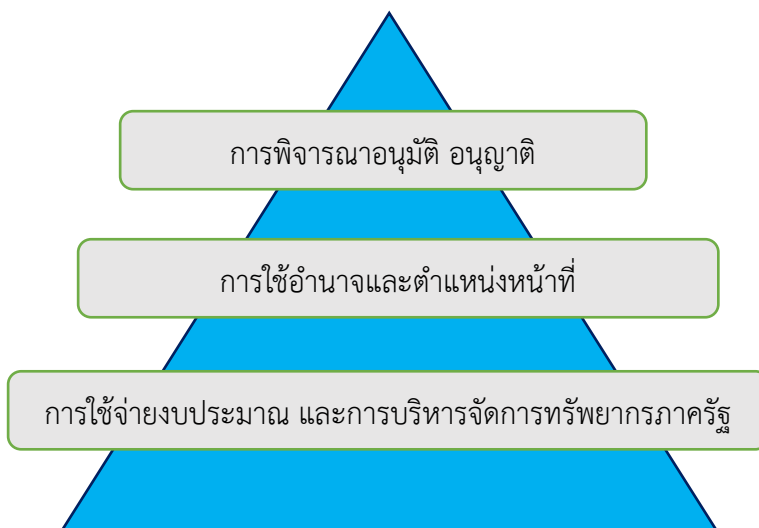 การพิจารณาอนุมัติ อนุญาติ
การใช้อำนาจและตำแหน่งหน้าที่
การใช้จ่ายงบประมาณ และการบริหารจัดการทรัพยากรภาครัฐ